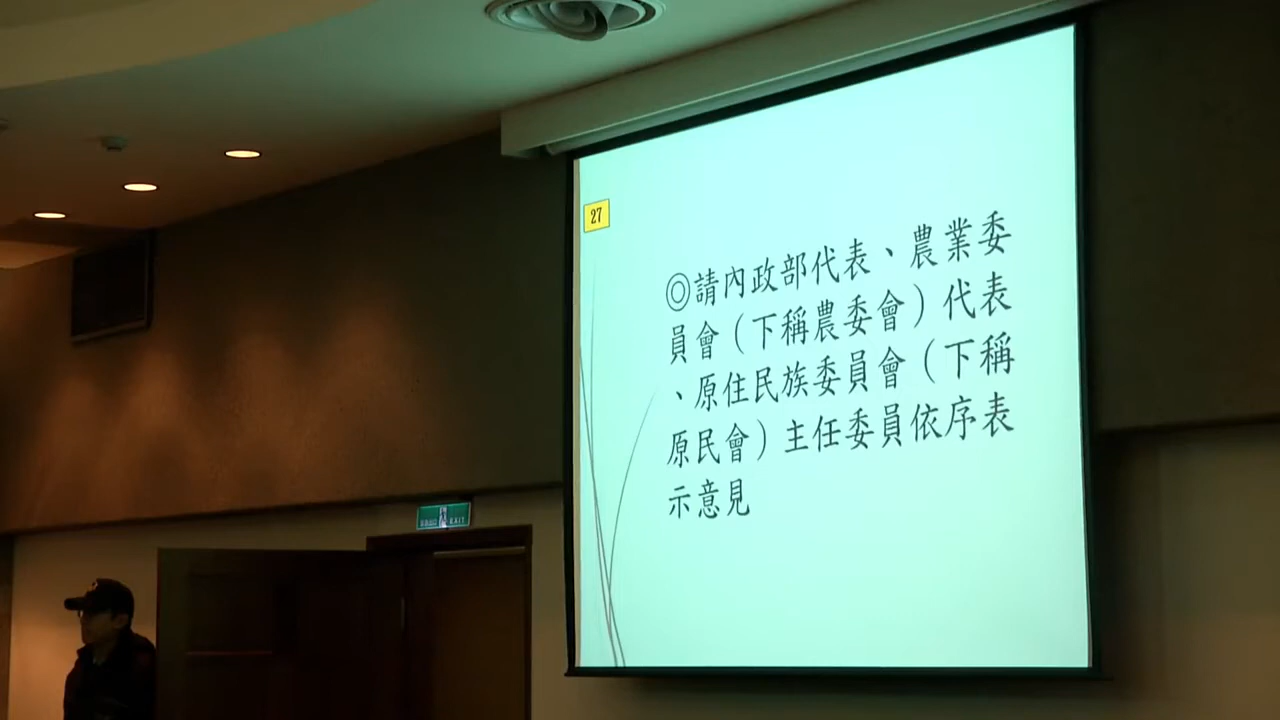 27
◎請內政部代表、農業委
員會（下稱農委會）代表
、原住民族委員會（下稱
原民會）主任委員依序表
示意見
EXIT